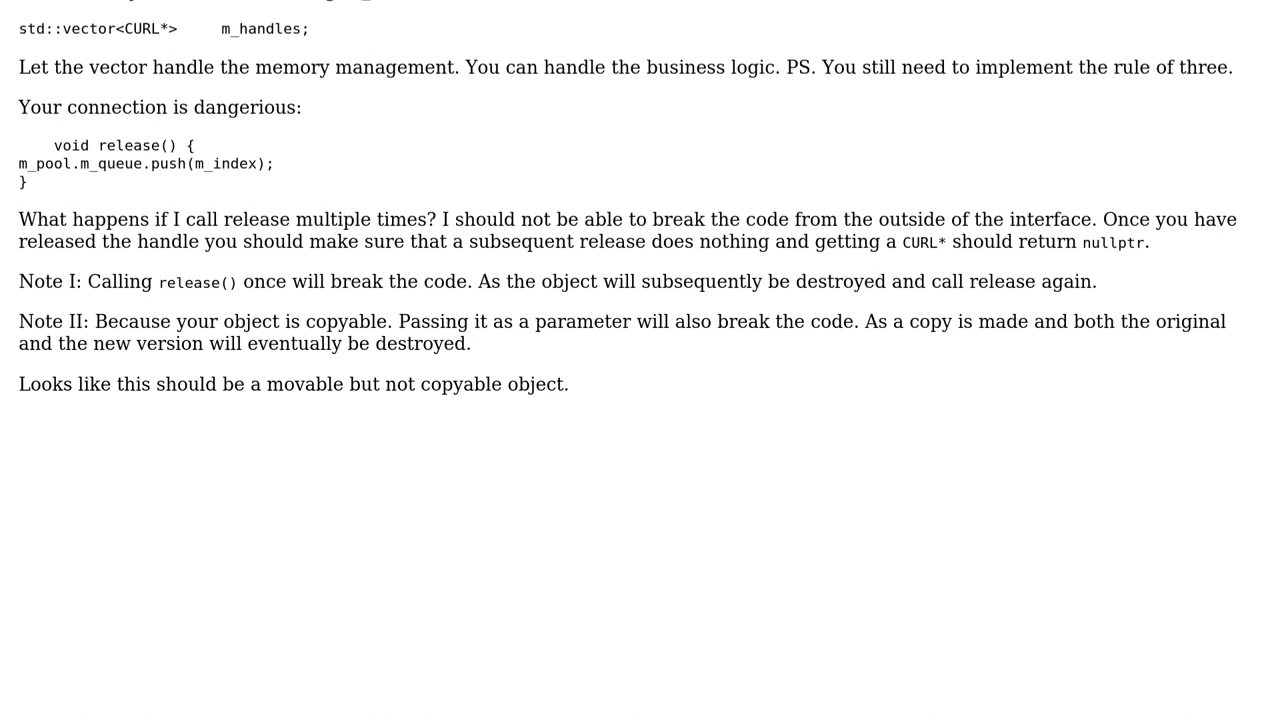 std::vector<CURL*>     m_handles;
Let the vector handle the memory management. You can handle the business logic. PS. You still need to implement the rule of three.
Your connection is dangerious:
    void release() {
m_pool.m_queue.push(m_index);
}
What happens if I call release multiple times? I should not be able to break the code from the outside of the interface. Once you have
released the handle you should make sure that a subsequent release does nothing and getting a CURL* should return nullptr.
Note I: Calling release() once will break the code. As the object will subsequently be destroyed and call release again.
Note II: Because your object is copyable. Passing it as a parameter will also break the code. As a copy is made and both the original
and the new version will eventually be destroyed.
Looks like this should be a movable but not copyable object.